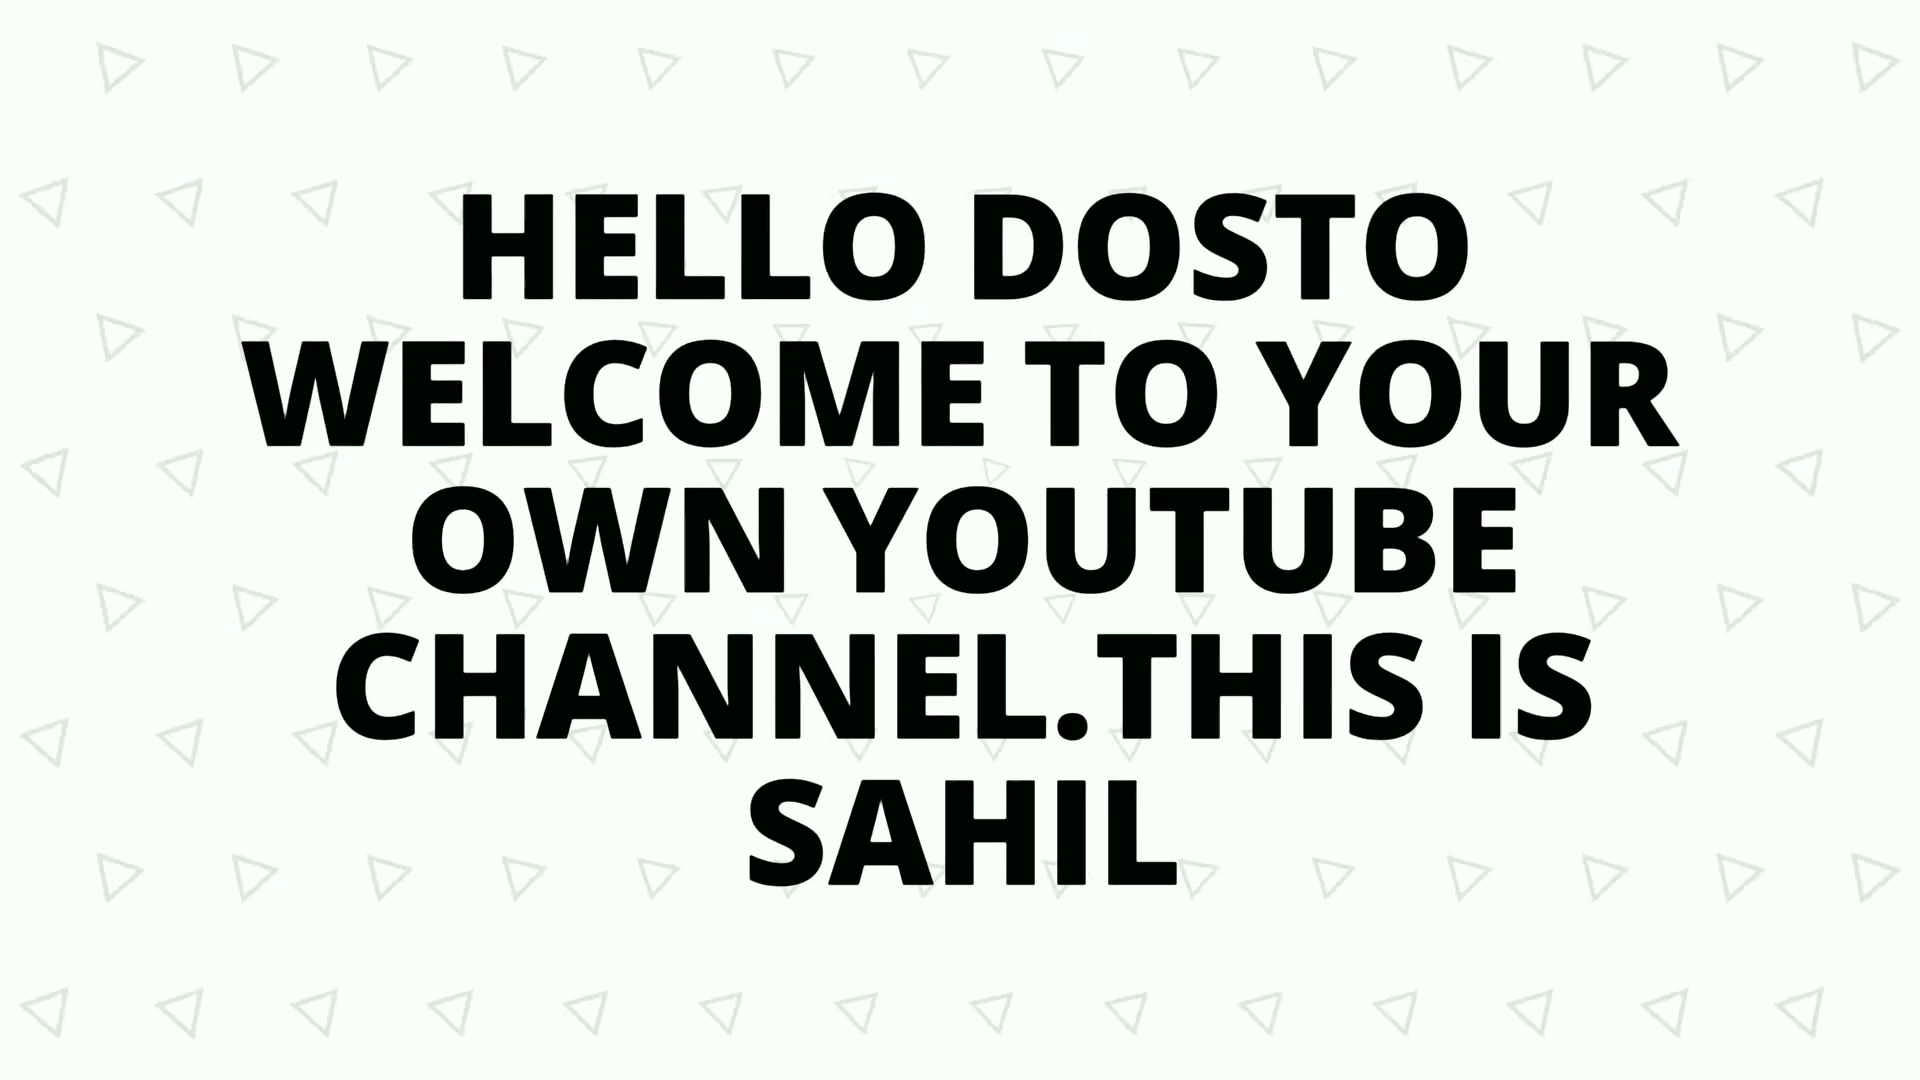 HELLO DOSTO
WELCOME TO YOUR
OWN YOUTUBE
CHANNEL.THIS IS
SAHIL